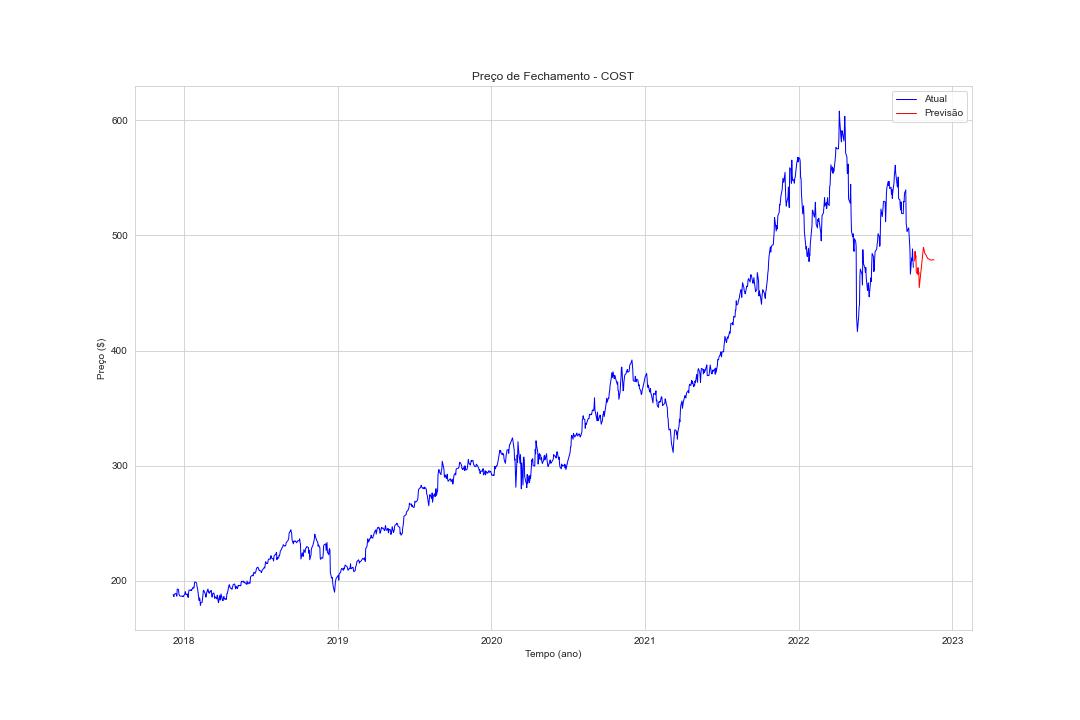 Preço de Fechamento - COST
Atual
Previsão
600
500
400
300
200
Preço ($)
2018 2019 2020 2021 2022 2023
Tempo (ano)